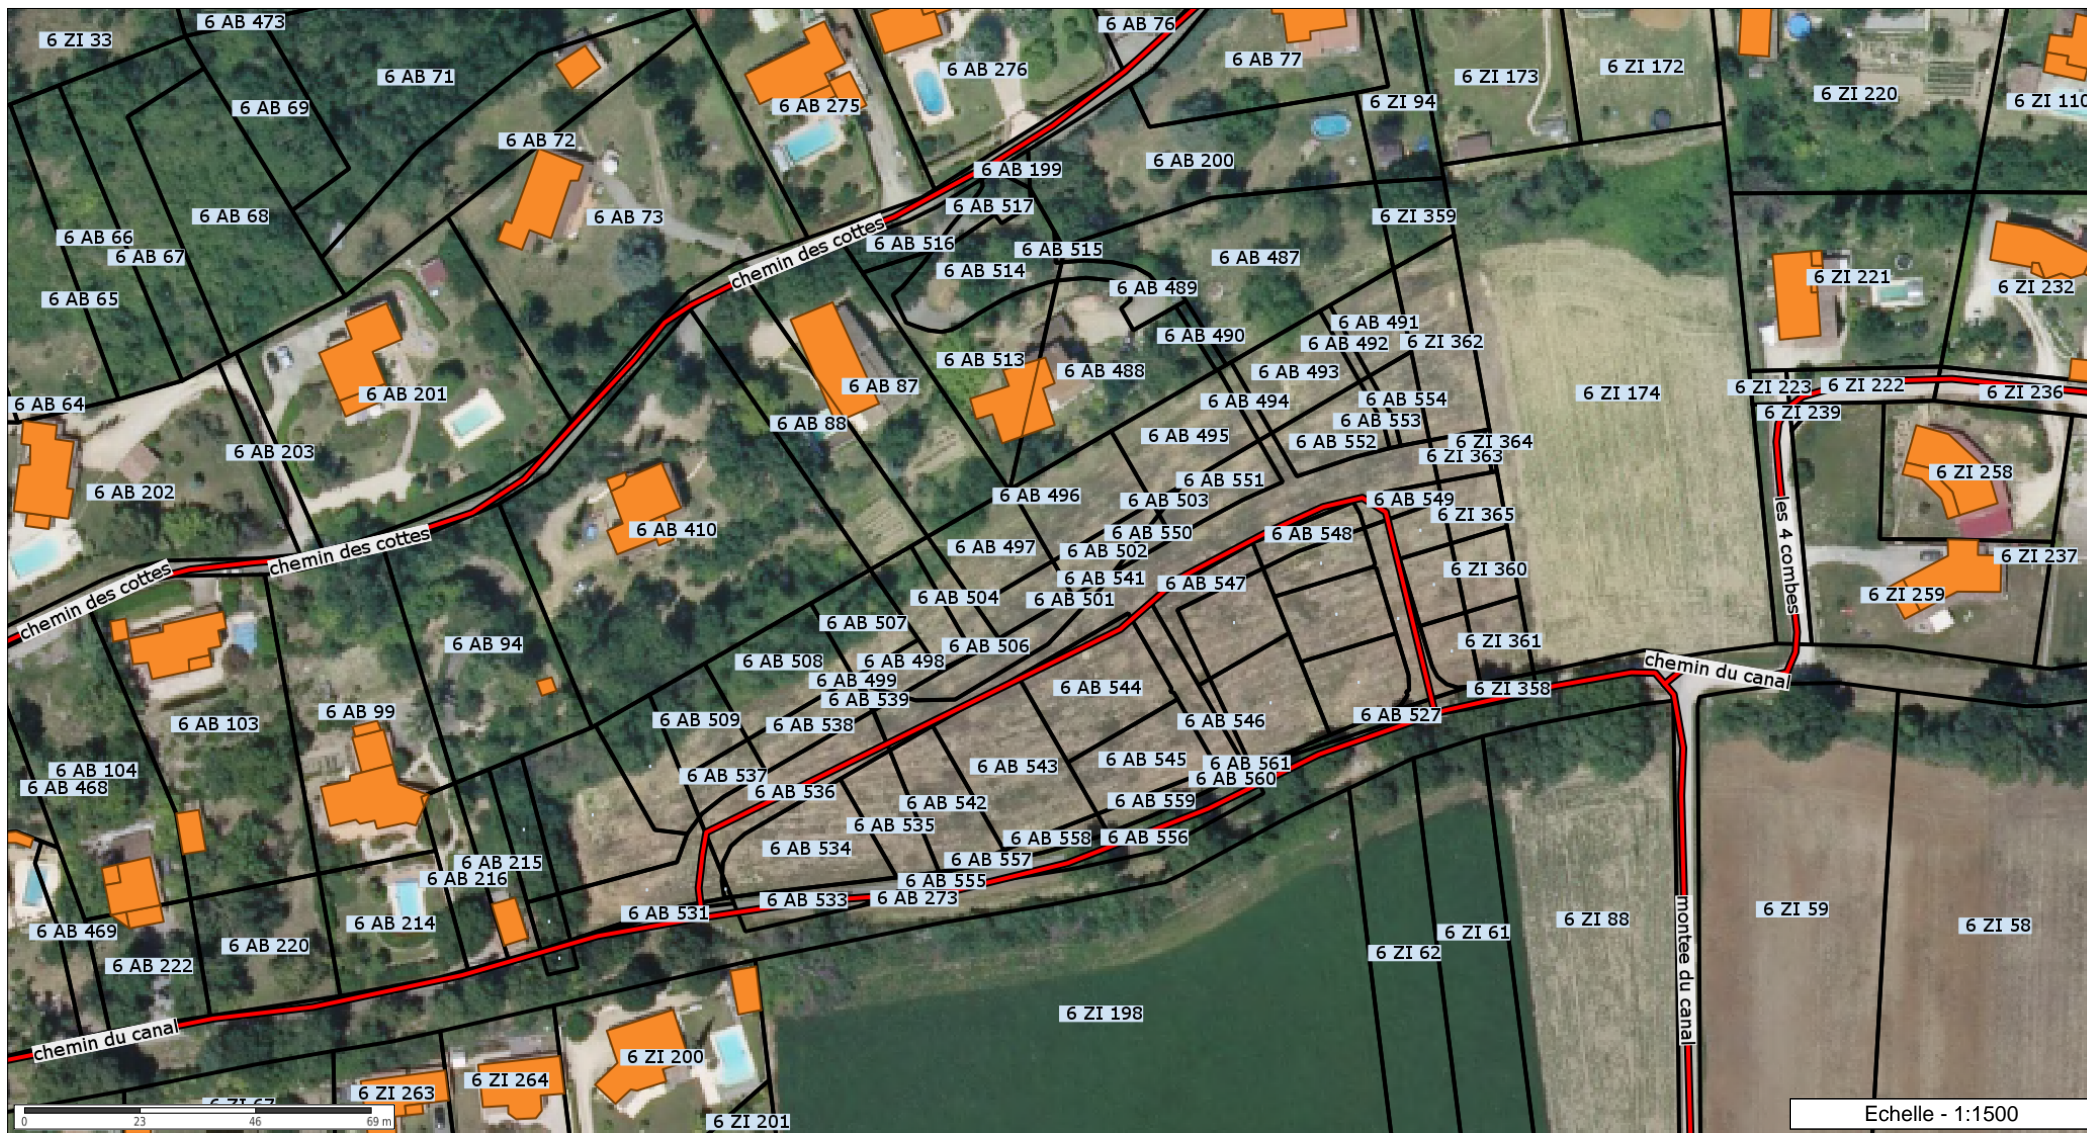 6 AB 473
6 AB 76
6 ZI 33
6 AB 71
6 AB 276
6 AB 77
6 ZI 173
6 ZI 172
6 AB 69
6 AB 275
6 ZI 94
6 ZI 220
6 ZI 110
6 AB 72
6 AB 199
6 AB 200
6 AB 68
6 AB 73
6 AB 517
6 ZI 359
6 AB 66
6 AB 67
chemin des cottes
6 AB 516
6 AB 515
6 AB 487
6 AB 514
6 ZI 221
6 ZI 232
6 AB 65
6 AB 489
6 AB 490
6 AB 491
6 AB 492
6 ZI 362
6 AB 513
6 AB 488
6 AB 493
6 AB 201
6 AB 87
6 ZI 174
6 ZI 223
6 ZI 222
6 ZI 236
6 AB 64
6 AB 494
6 AB 554
6 ZI 239
6 AB 88
6 AB 553
6 AB 495
6 AB 552
6 ZI 364
6 AB 203
6 ZI 363
6 ZI 258
6 AB 202
6 AB 551
6 AB 496
6 AB 503
6 AB 549
6 ZI 365
6 AB 410
6 AB 550
6 AB 548
les 4 combes
chemin des cottes
6 AB 497
6 AB 502
6 ZI 237
6 ZI 360
6 AB 541
6 AB 547
chemin des cottes
6 AB 504
6 AB 501
6 ZI 259
6 AB 507
6 AB 94
6 AB 506
6 ZI 361
6 AB 508
6 AB 498
chemin du canal
6 AB 499
6 AB 544
6 ZI 358
6 AB 539
6 AB 99
6 AB 103
6 AB 509
6 AB 538
6 AB 546
6 AB 527
6 AB 104
6 AB 468
6 AB 537
6 AB 543
6 AB 545
6 AB 561
6 AB 560
6 AB 536
6 AB 542
6 AB 559
6 AB 535
6 AB 558
6 AB 556
6 AB 534
6 AB 215
6 AB 216
6 AB 557
6 AB 555
6 AB 533
6 AB 273
6 AB 531
6 AB 214
6 AB 469
6 AB 220
6 ZI 88
6 ZI 59
6 ZI 58
6 ZI 61
6 ZI 62
montee du canal
6 AB 222
6 ZI 198
chemin du canal
6 ZI 200
6 ZI 264
6 ZI 263
6 ZI 67
6 ZI 201
0 23 46 69 m
Echelle - 1:1500